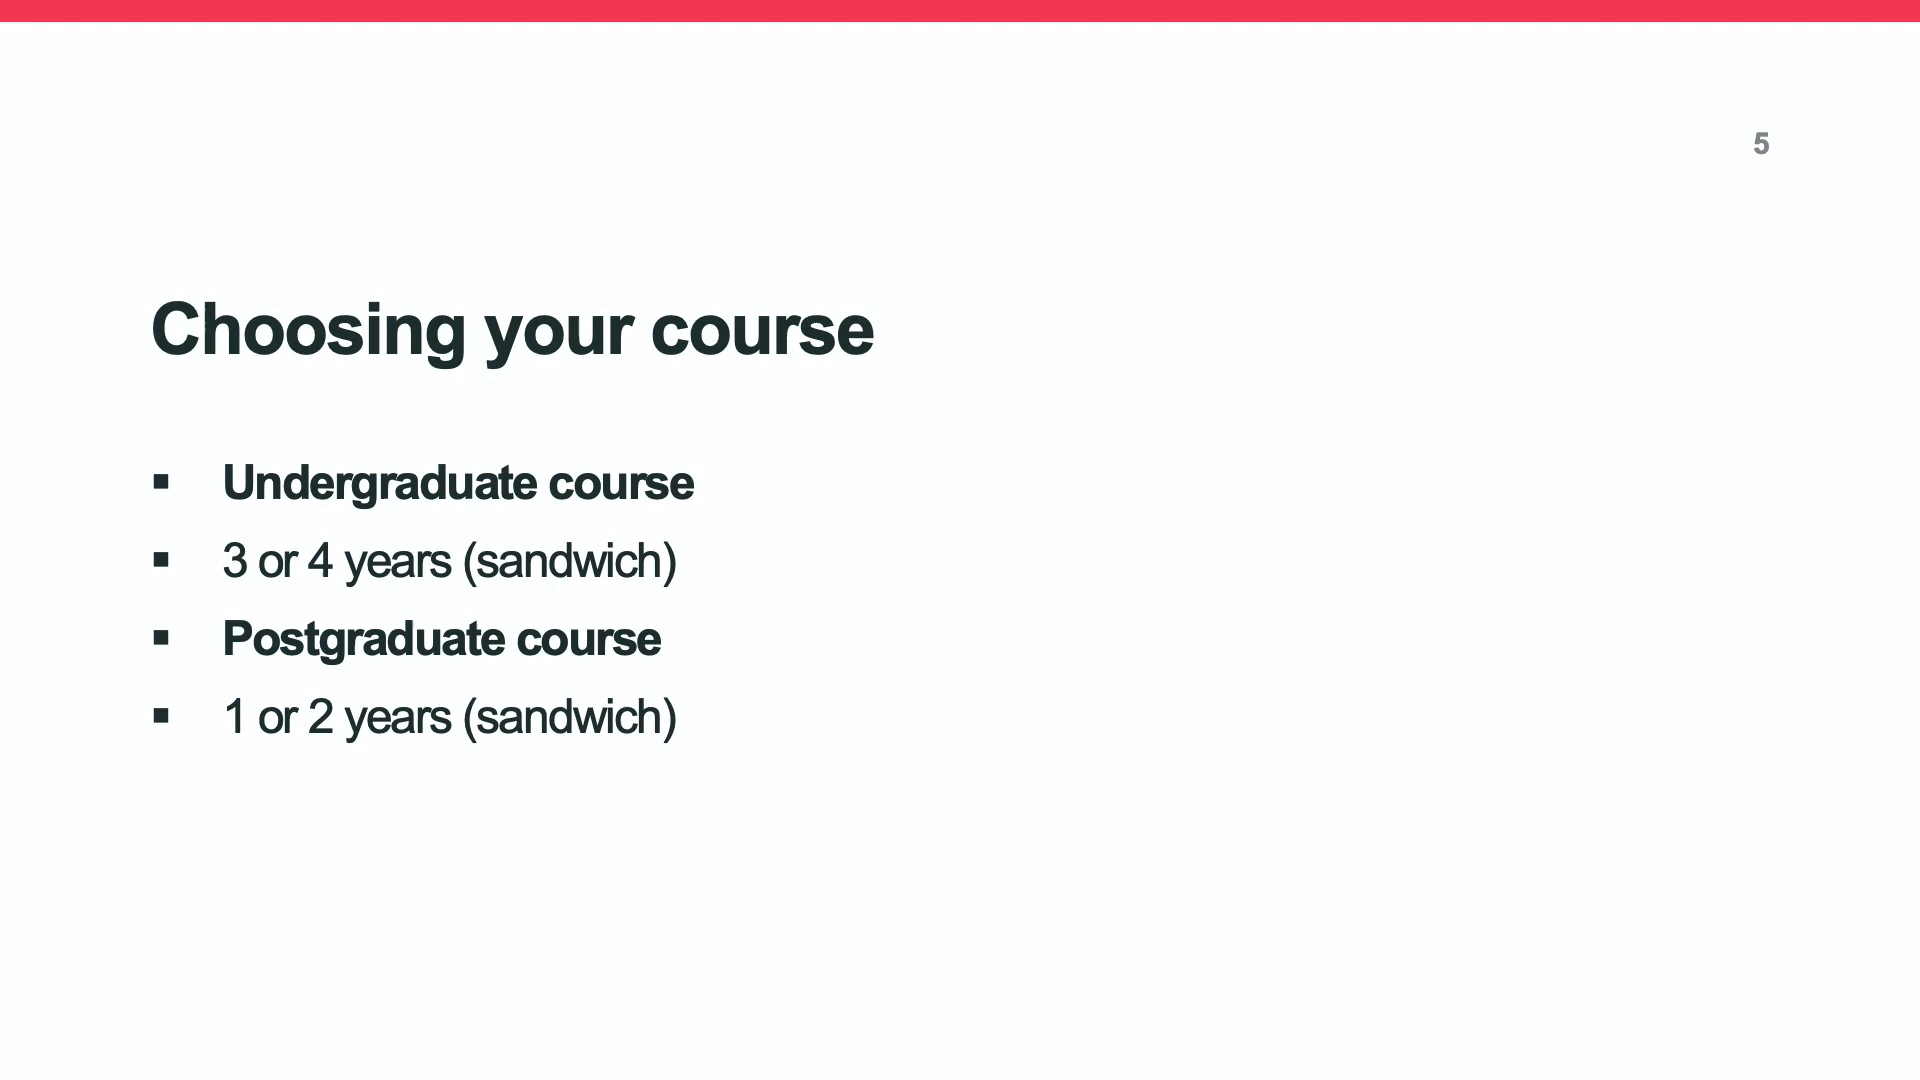 5
Choosing your course
▪ Undergraduate course
▪ 3 or 4 years (sandwich)
▪ Postgraduate course
▪ 1 or 2 years (sandwich)